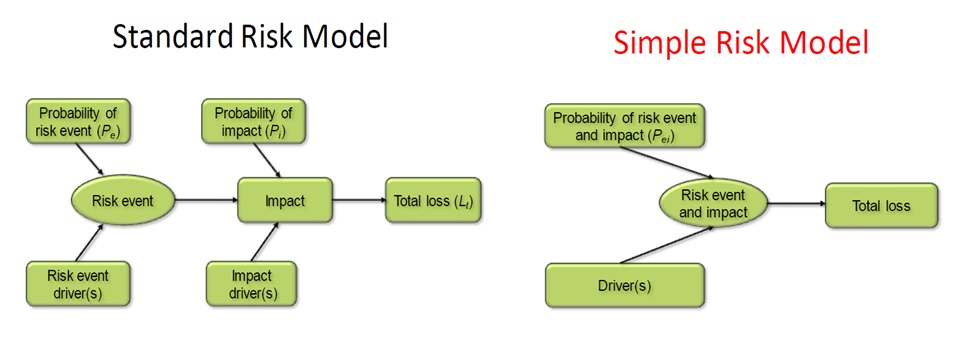 Standard Risk Model
Probability of
risk event (Pe)
Probability of
impact (Pi)
Risk event
Impact
Total loss (Lt)
Risk event
driver(s)
Impact
driver(s)
Simple Risk Model
Probability of risk event
and impact (Pei)
Risk event
and impact
Total loss
Driver(s)